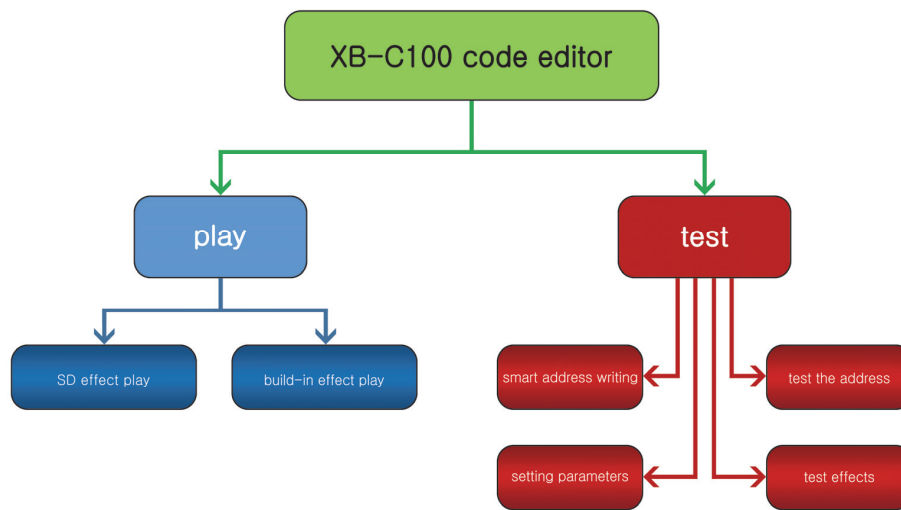 XB-C100 code editor
play
test
SD effect play
build-in effect play
smart address writing
test the address
setting parameters
test effects